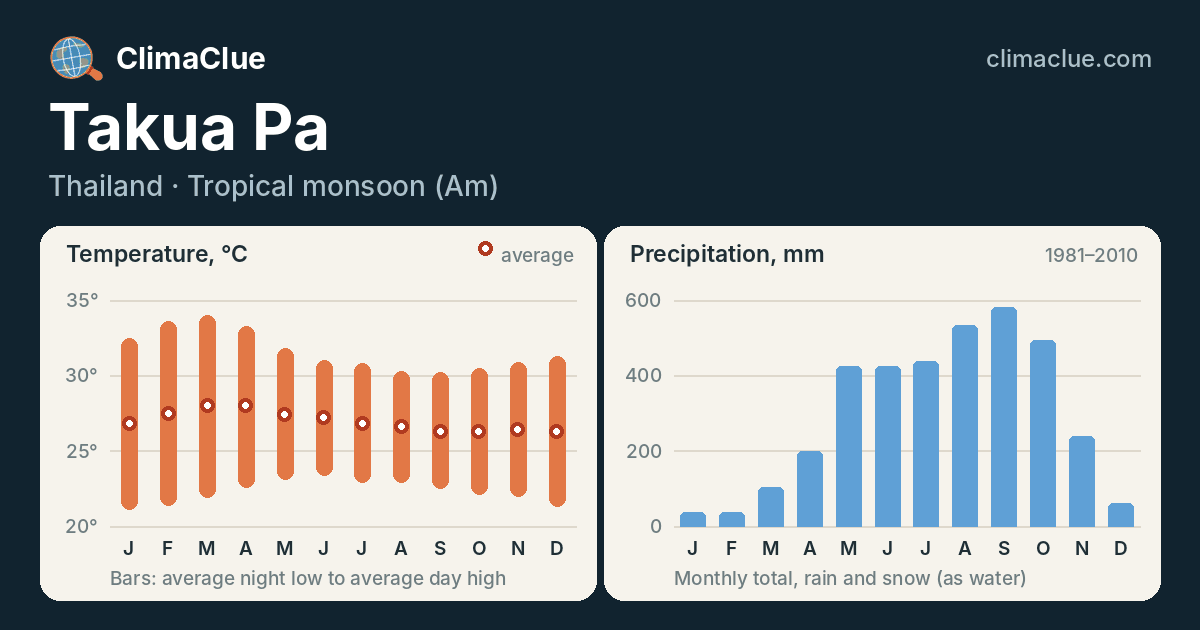 ClimaClue
climaclue.com
Takua Pa
Thailand · Tropical monsoon (Am)
Temperature, °C
average
35°
30°
25°
20°
J F M A M J J A S O N D
Bars: average night low to average day high
Precipitation, mm
1981–2010
600
400
200
0
J F M A M J J A S O N D
Monthly total, rain and snow (as water)